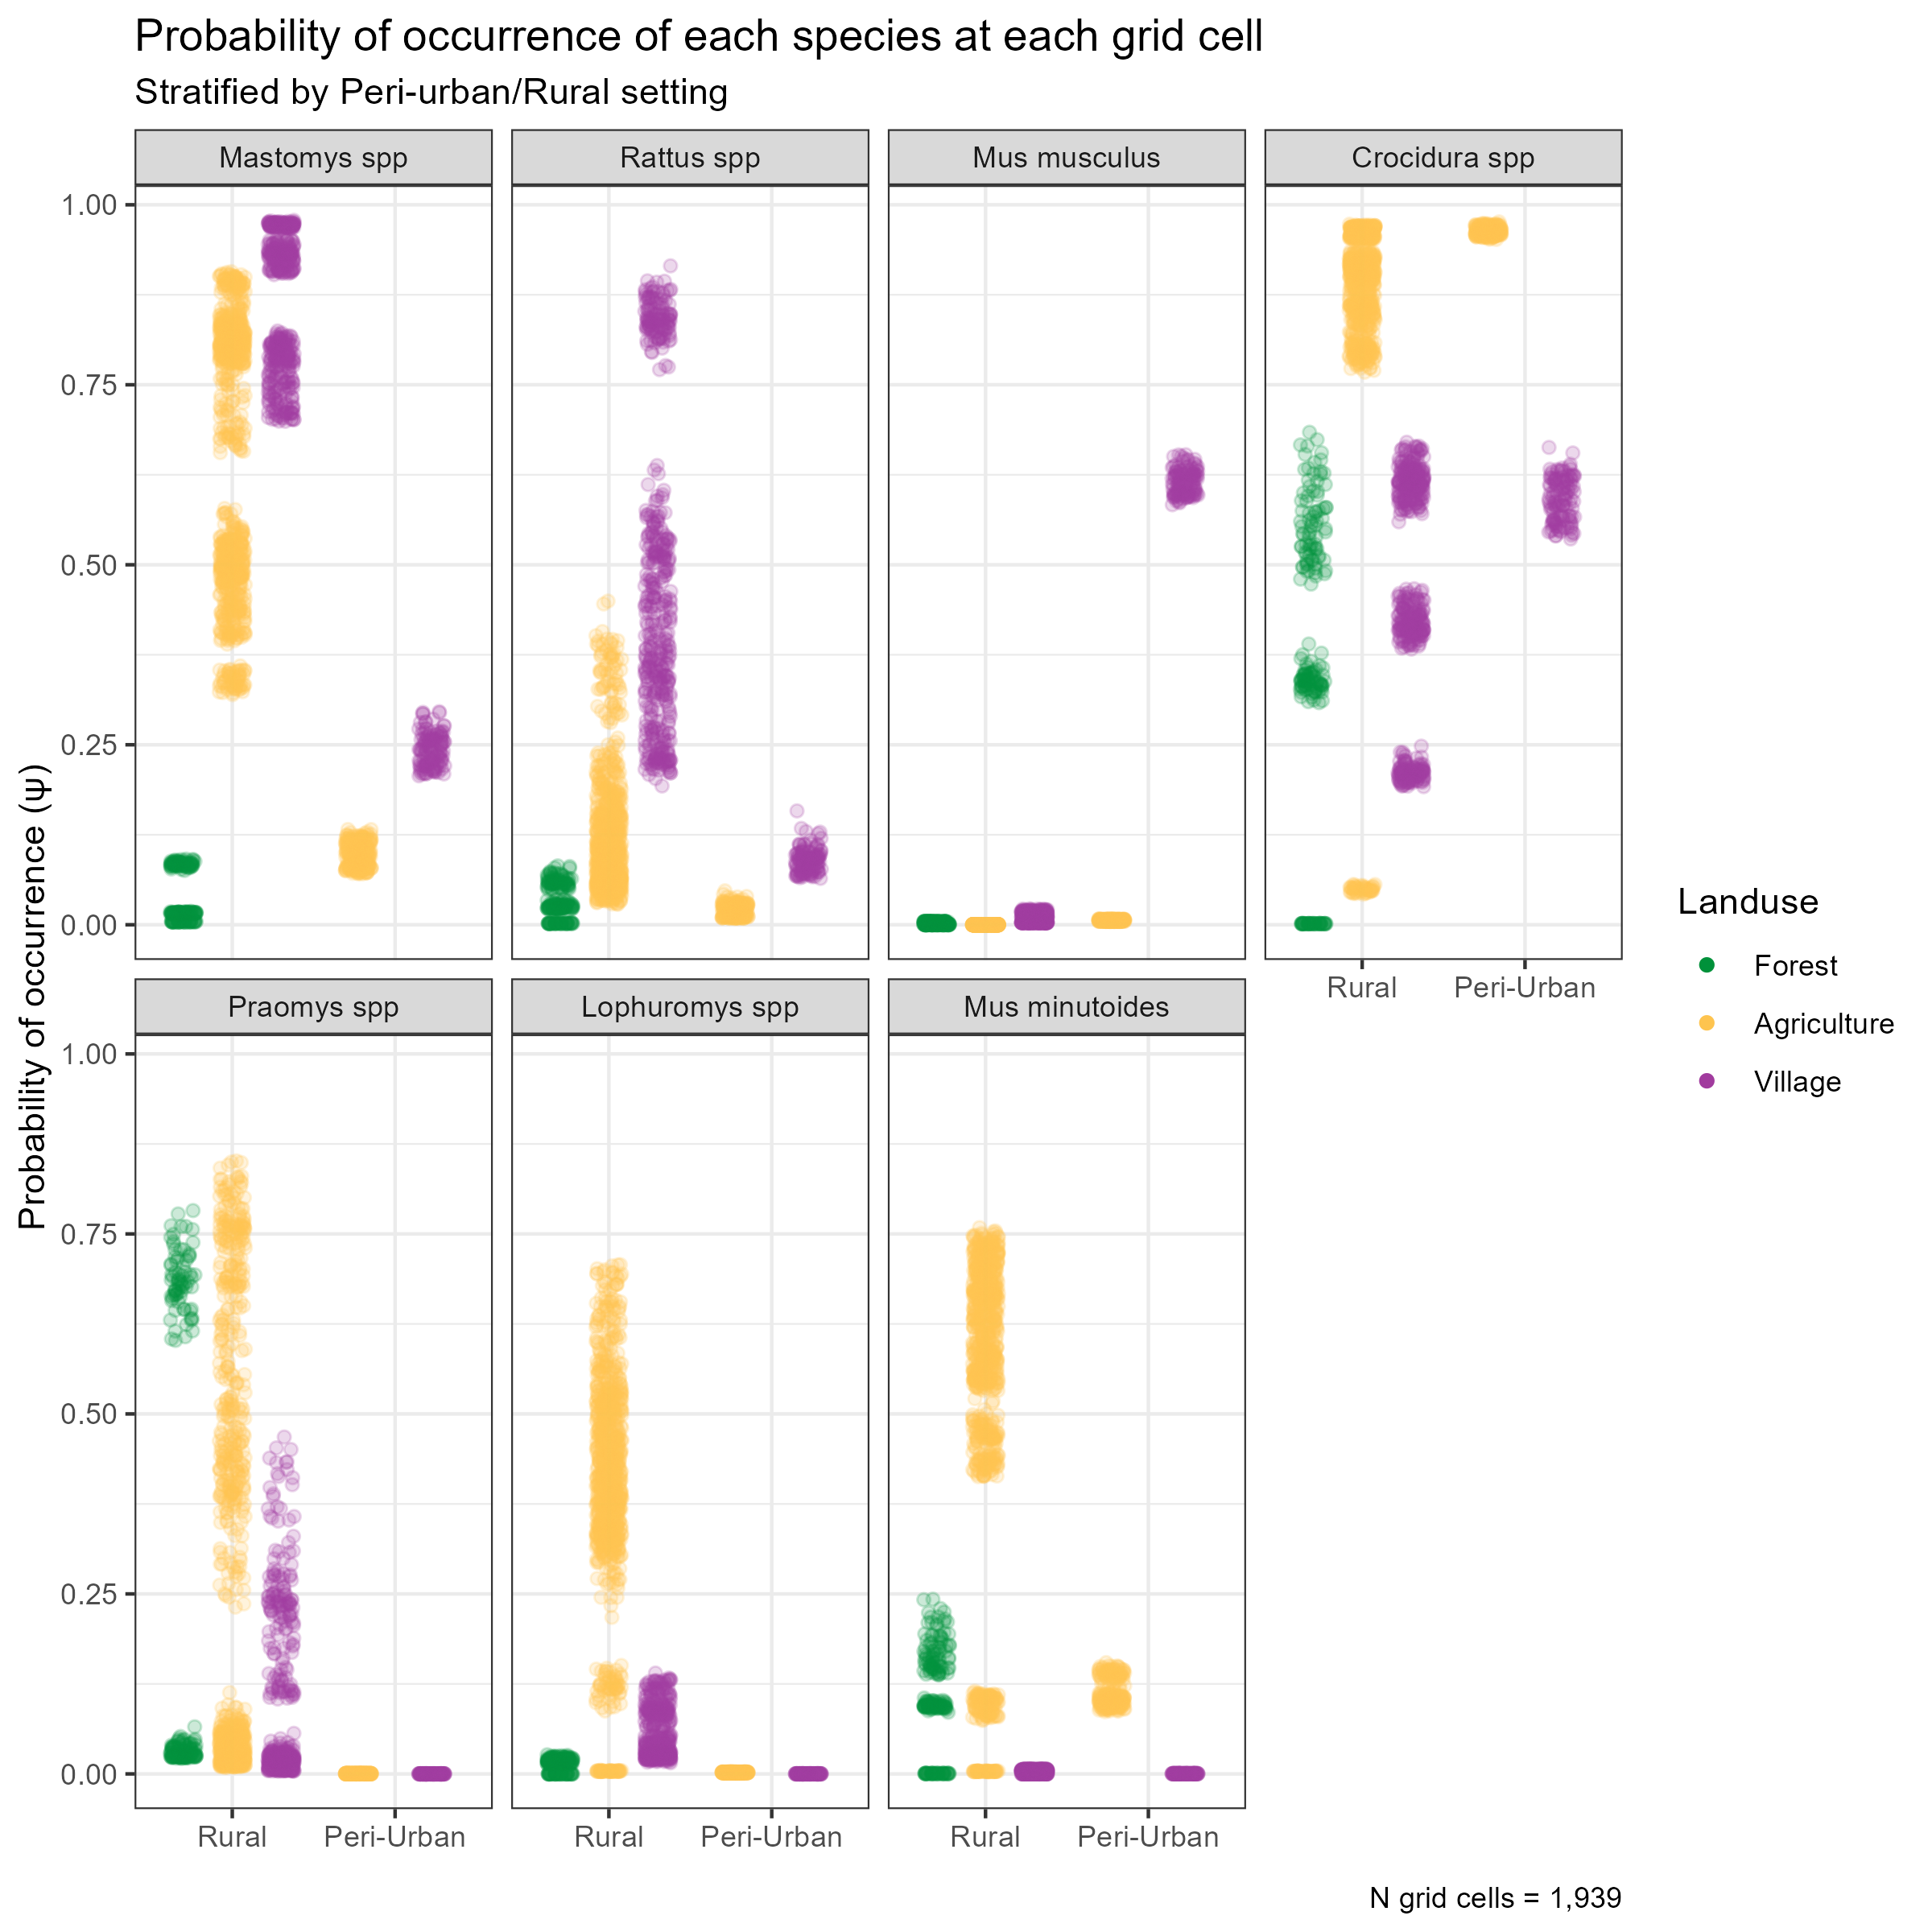 Probability of occurrence of each species at each grid cell
Stratified by Peri-urban/Rural setting
Mastomys spp
Rattus spp
Mus musculus
Crocidura spp
1.00
0.75
0.50
0.25
0.00
Rural
Peri-Urban
Probability of occurrence (ψ)
Landuse
Forest
Agriculture
Village
Praomys spp
Lophuromys spp
Mus minutoides
1.00
0.75
0.50
0.25
0.00
Rural
Peri-Urban
Rural
Peri-Urban
Rural
Peri-Urban
N grid cells = 1,939